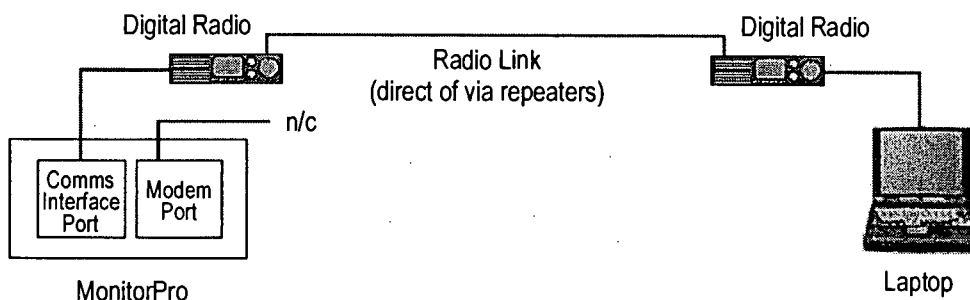 Digital Radio
Digital Radio
Radio Link
(direct of via repeaters)
n/c
Comms
Interface
Port
Modem
Port
MonitorPro
Laptop